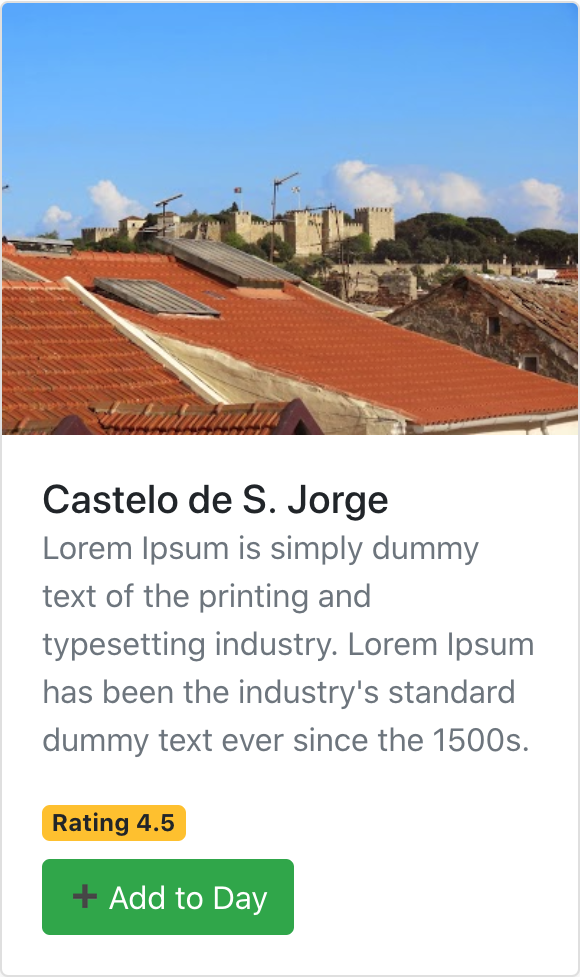 Castelo de S. Jorge
Lorem Ipsum is simply dummy
text of the printing and
typesetting industry. Lorem Ipsum
has been the industry's standard
dummy text ever since the 1500s.
Rating 4.5
➕ Add to Day